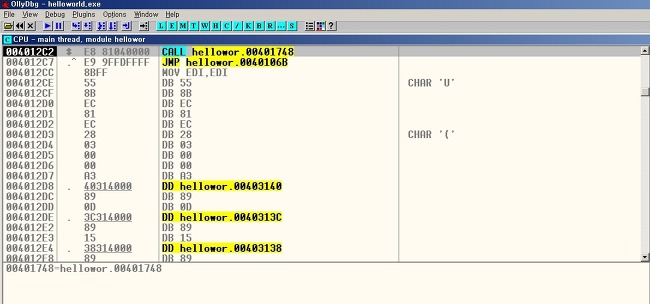 OllyDbg - helloworld.exe
File View Debug Plugins Options Window Help
L E M T W H C / K B R ... S
C CPU - main thread, module hellowor
004012C2 $ E8 81040000 CALL hellowor.00401748
004012C7 .^ E9 9FFDFFFF JMP hellowor.0040106B
004012CC 8BFF MOV EDI,EDI
004012CE 55 DB 55 CHAR 'U'
004012CF 8B DB 8B
004012D0 EC DB EC
004012D1 81 DB 81
004012D2 EC DB EC
004012D3 28 DB 28 CHAR '('
004012D4 03 DB 03
004012D5 00 DB 00
004012D6 00 DB 00
004012D7 A3 DB A3
004012D8 . 40314000 DD hellowor.00403140
004012DC 89 DB 89
004012DD 0D DB 0D
004012DE . 3C314000 DD hellowor.0040313C
004012E2 89 DB 89
004012E3 15 DB 15
004012E4 . 38314000 DD hellowor.00403138
004012E8 89 DB 89
00401748=hellowor.00401748